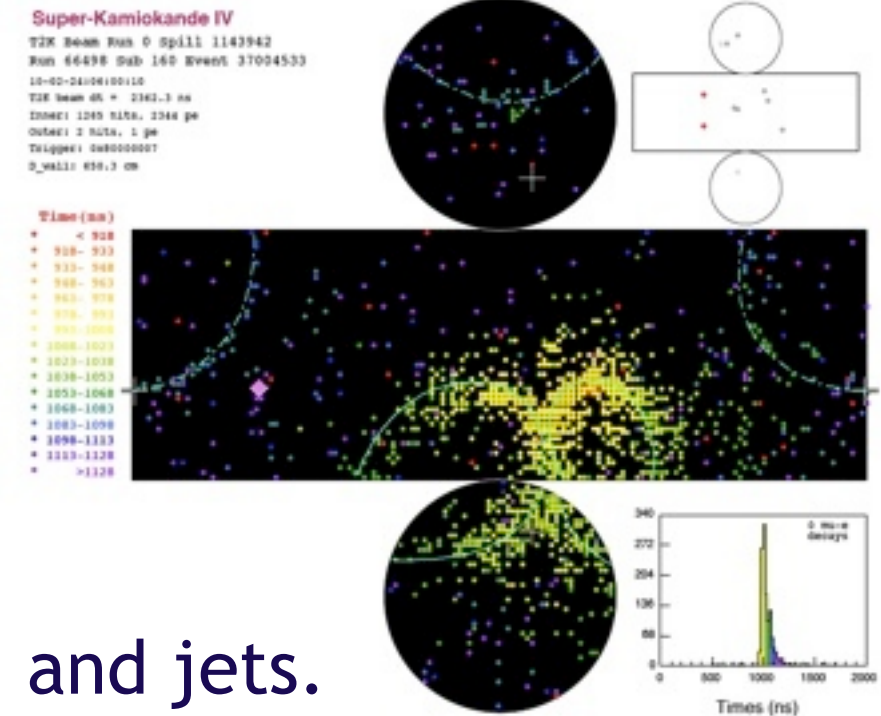 Super-Kamiokande IV
T2K Beam Run 0 Spill 1143942
Run 66498 Sub 160 Event 37004533
10-02-24:06:00:10
T2K beam dt = 2362.3 ns
Inner: 1265 hits, 2344 pe
Outer: 2 hits, 1 pe
Trigger: 0x80000007
D_wall: 650.3 cm
Time(ns)
< 918
918- 933
933- 948
948- 963
963- 978
978- 993
993-1008
1008-1023
1023-1038
1038-1053
1053-1068
1068-1083
1083-1098
1098-1113
1113-1128
>1128
340
272
204
136
68
0
0 mu-e
decays
0 500 1000 1500 2000
Times (ns)
and jets.